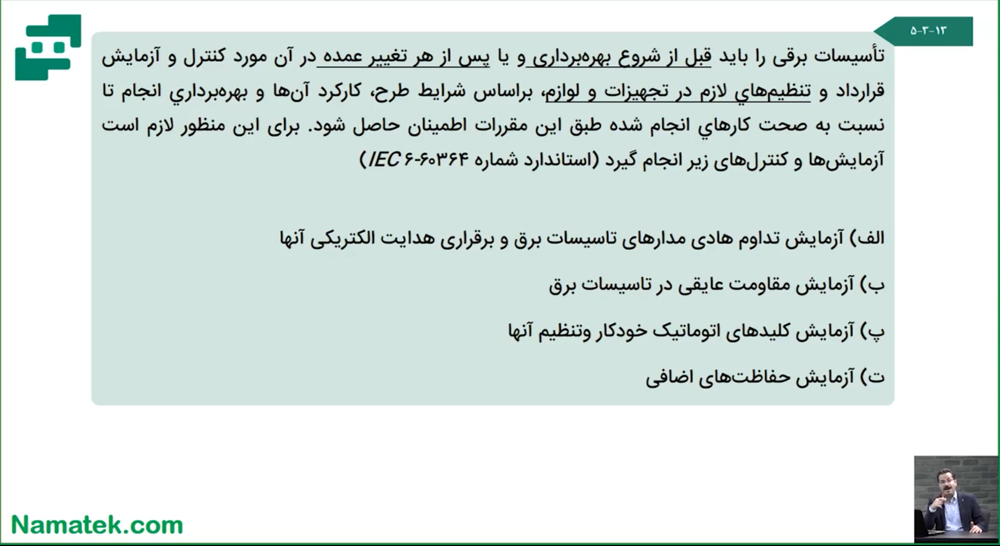 ۵-۳-۱۳
تأسیسات برقی را باید قبل از شروع بهره‌برداری و یا پس از هر تغییر عمده در آن مورد کنترل و آزمایش
قرارداد و تنظیم‌هاي لازم در تجهیزات و لوازم، براساس شرایط طرح، کارکرد آن‌ها و بهره‌برداري انجام تا
نسبت به صحت کارهاي انجام شده طبق این مقررات اطمینان حاصل شود. برای این منظور لازم است
آزمایش‌ها و کنترل‌های زیر انجام گیرد (استاندارد شماره ۶۰۳۶۴-۶ IEC)
الف) آزمایش تداوم هادی مدارهای تاسیسات برق و برقراری هدایت الکتریکی آنها
ب) آزمایش مقاومت عایقی در تاسیسات برق
پ) آزمایش کلیدهای اتوماتیک خودکار وتنظیم آنها
ت) آزمایش حفاظت‌های اضافی
Namatek.com